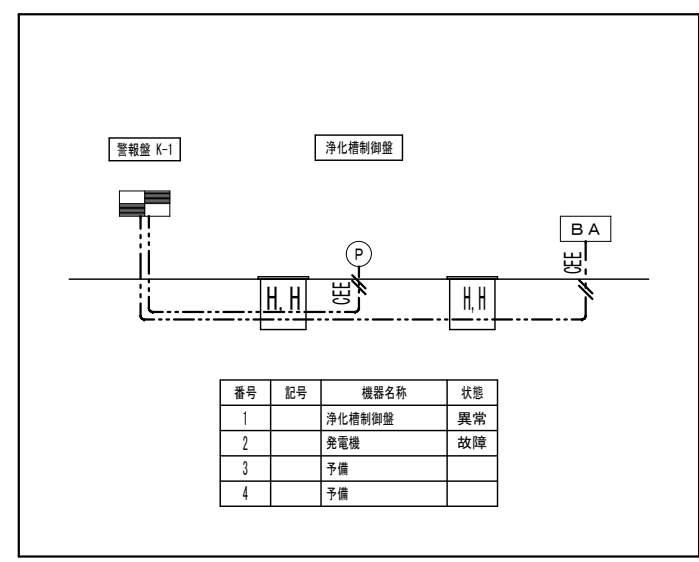 警報盤 K-1
浄化槽制御盤
BA
P
CEE
H,H
CEE
H,H
番号 記号 機器名称 状態
1 浄化槽制御盤 異常
2 発電機 故障
3 予備
4 予備